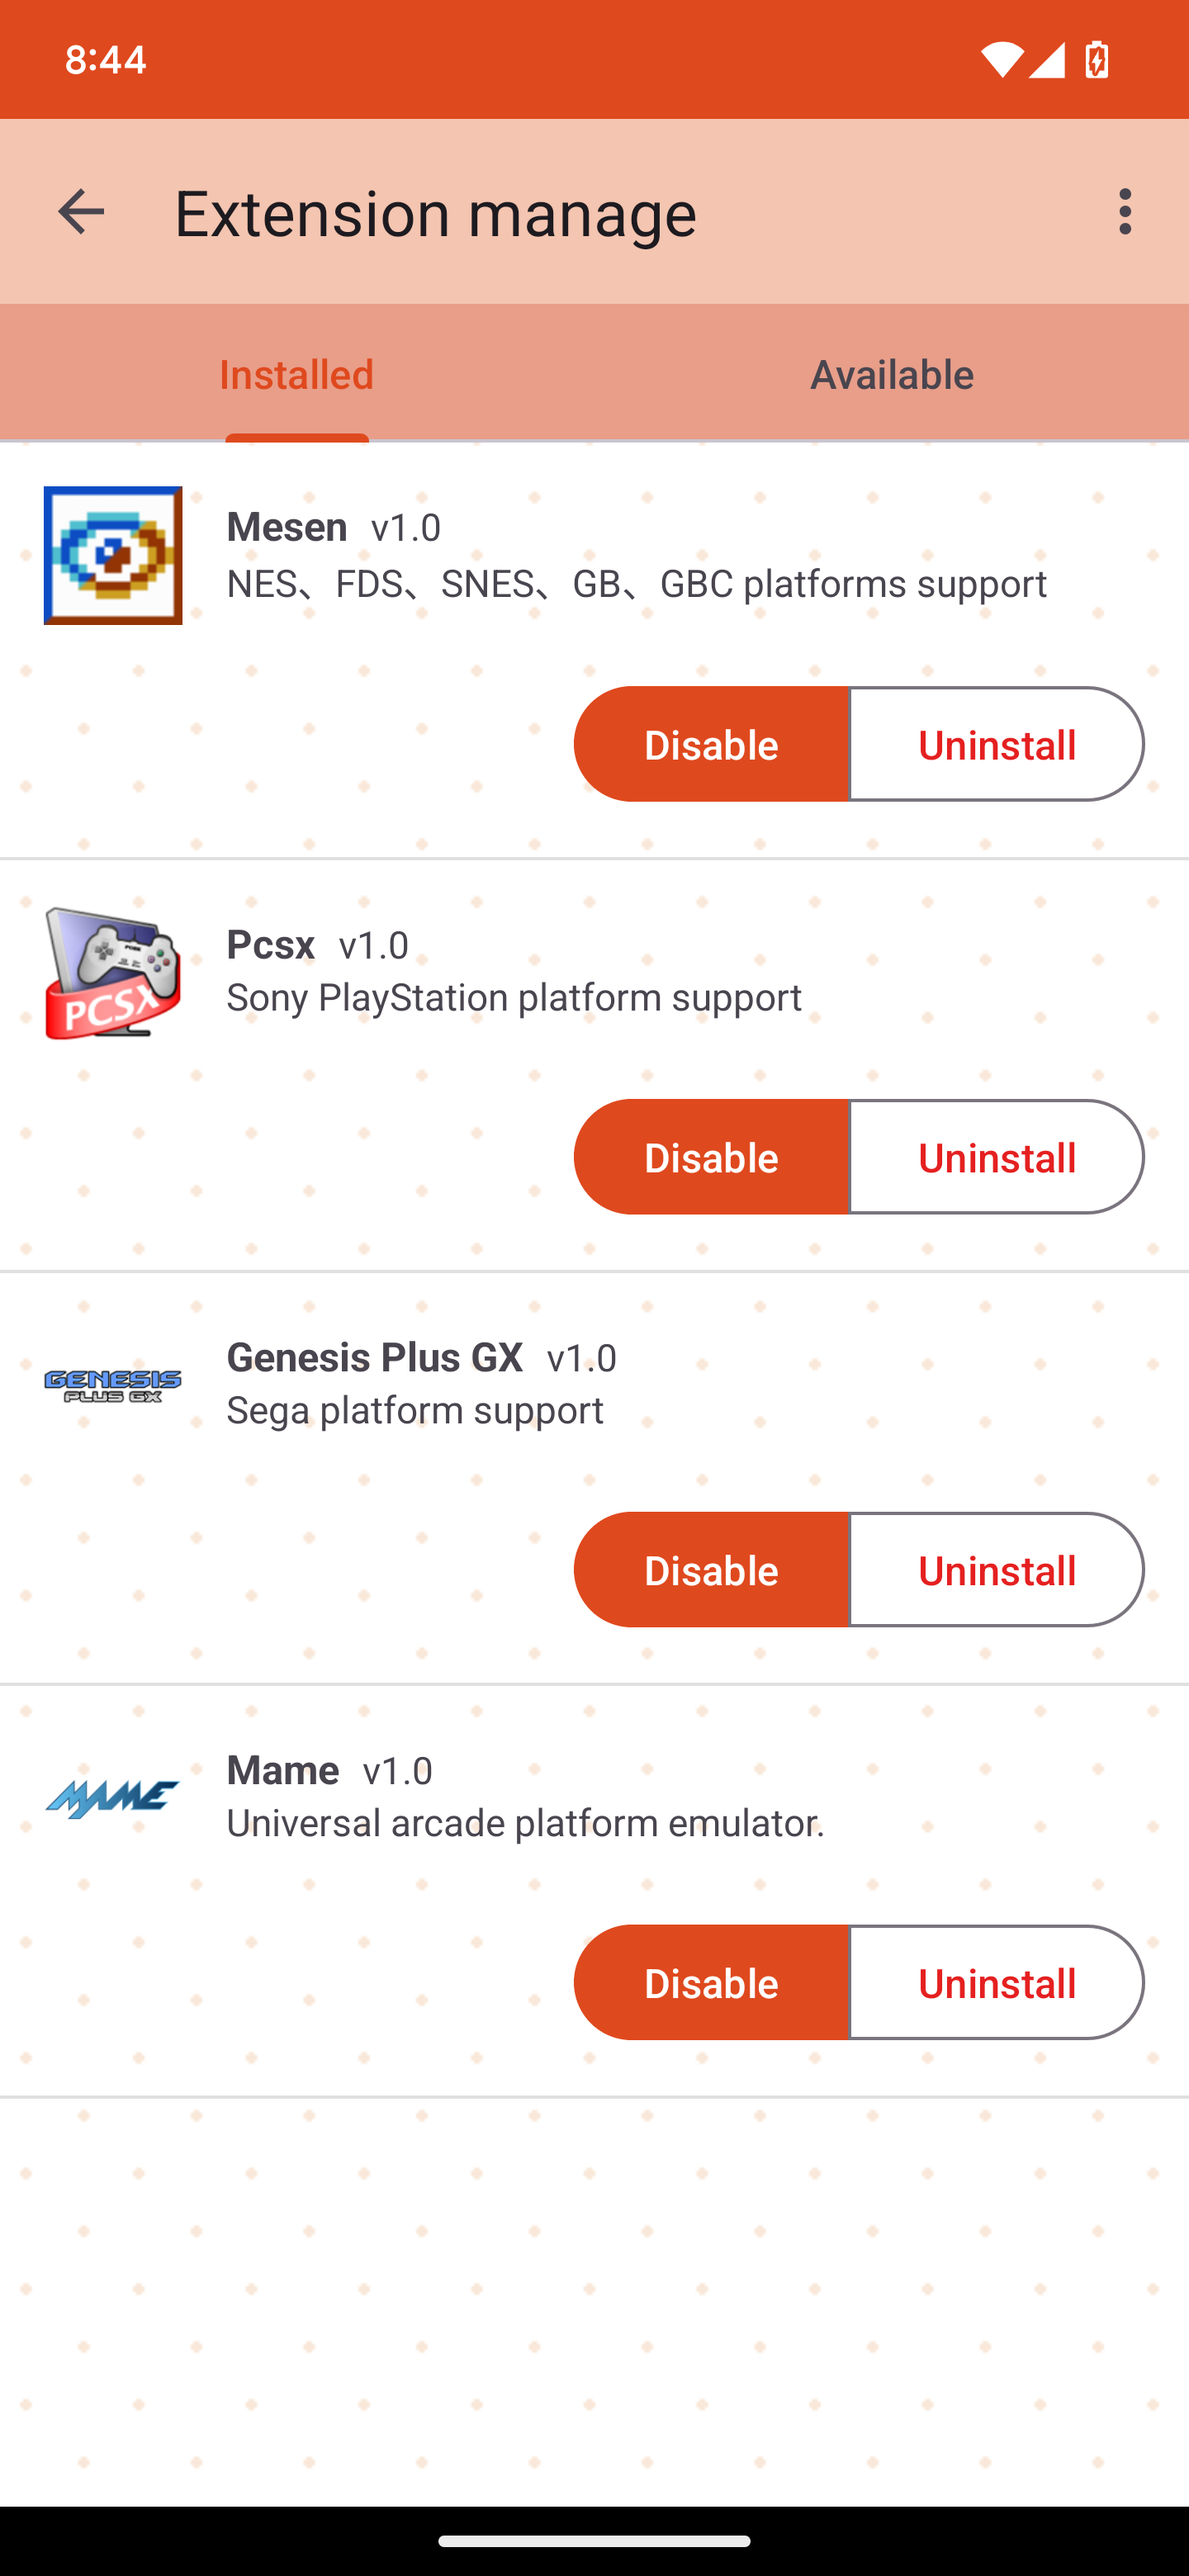 8:44
Extension manage
Installed
Available
Mesen v1.0
NES、FDS、SNES、GB、GBC platforms support
Disable
Uninstall
PCSX
Pcsx v1.0
Sony PlayStation platform support
Disable
Uninstall
GENESIS
PLUS GX
Genesis Plus GX v1.0
Sega platform support
Disable
Uninstall
MAME
Mame v1.0
Universal arcade platform emulator.
Disable
Uninstall